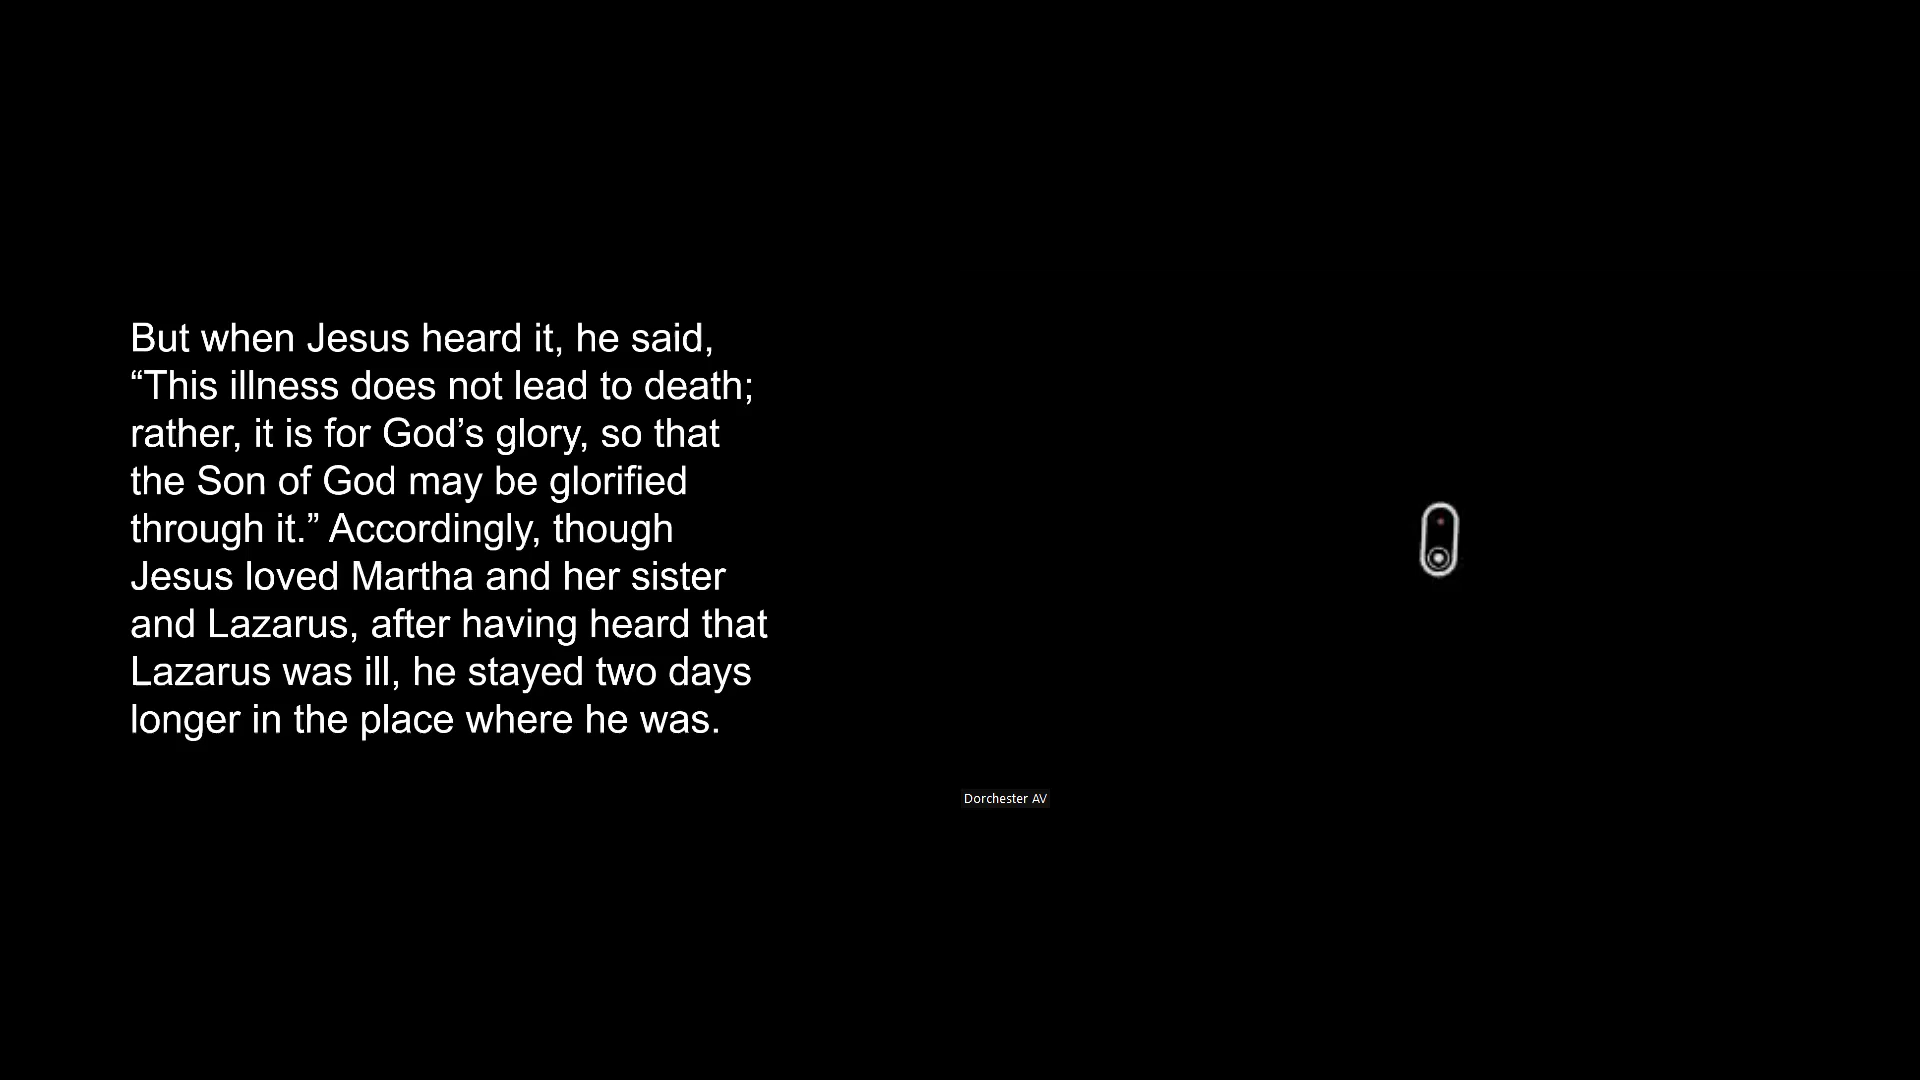 But when Jesus heard it, he said,
“This illness does not lead to death;
rather, it is for God’s glory, so that
the Son of God may be glorified
through it.” Accordingly, though
Jesus loved Martha and her sister
and Lazarus, after having heard that
Lazarus was ill, he stayed two days
longer in the place where he was.
Dorchester AV